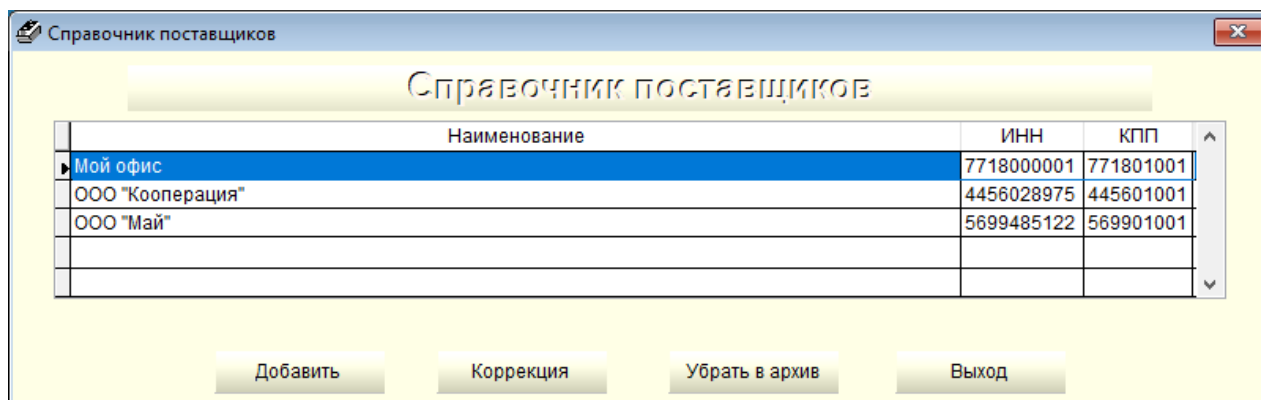 Справочник поставщиков
Справочник поставщиков
Наименование ИНН КПП
Мой офис 7718000001 771801001
ООО "Кооперация" 4456028975 445601001
ООО "Май" 5699485122 569901001
Добавить Коррекция Убрать в архив Выход